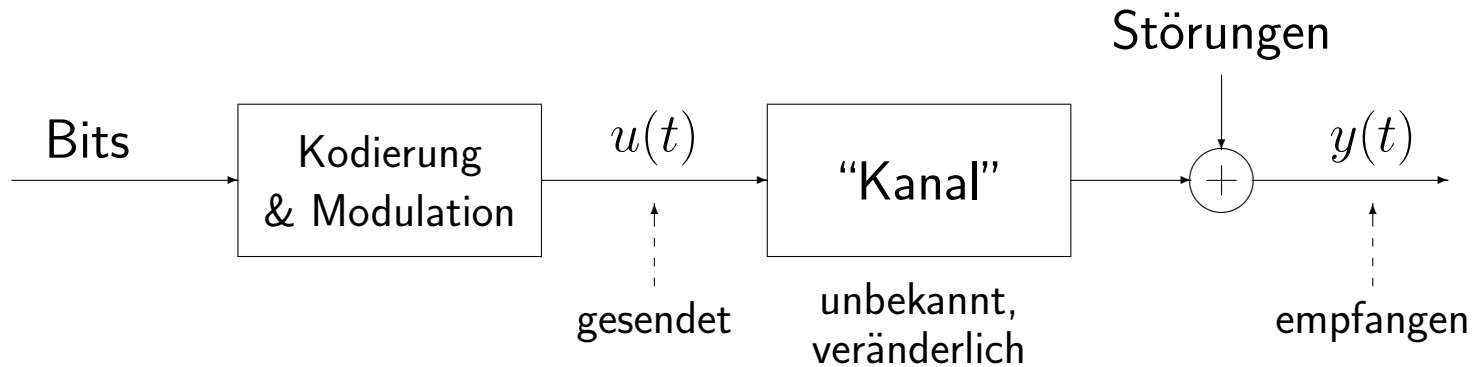 Störungen
Bits
Kodierung
& Modulation
u(t)
“Kanal”
+
y(t)
gesendet
unbekannt,
veränderlich
empfangen